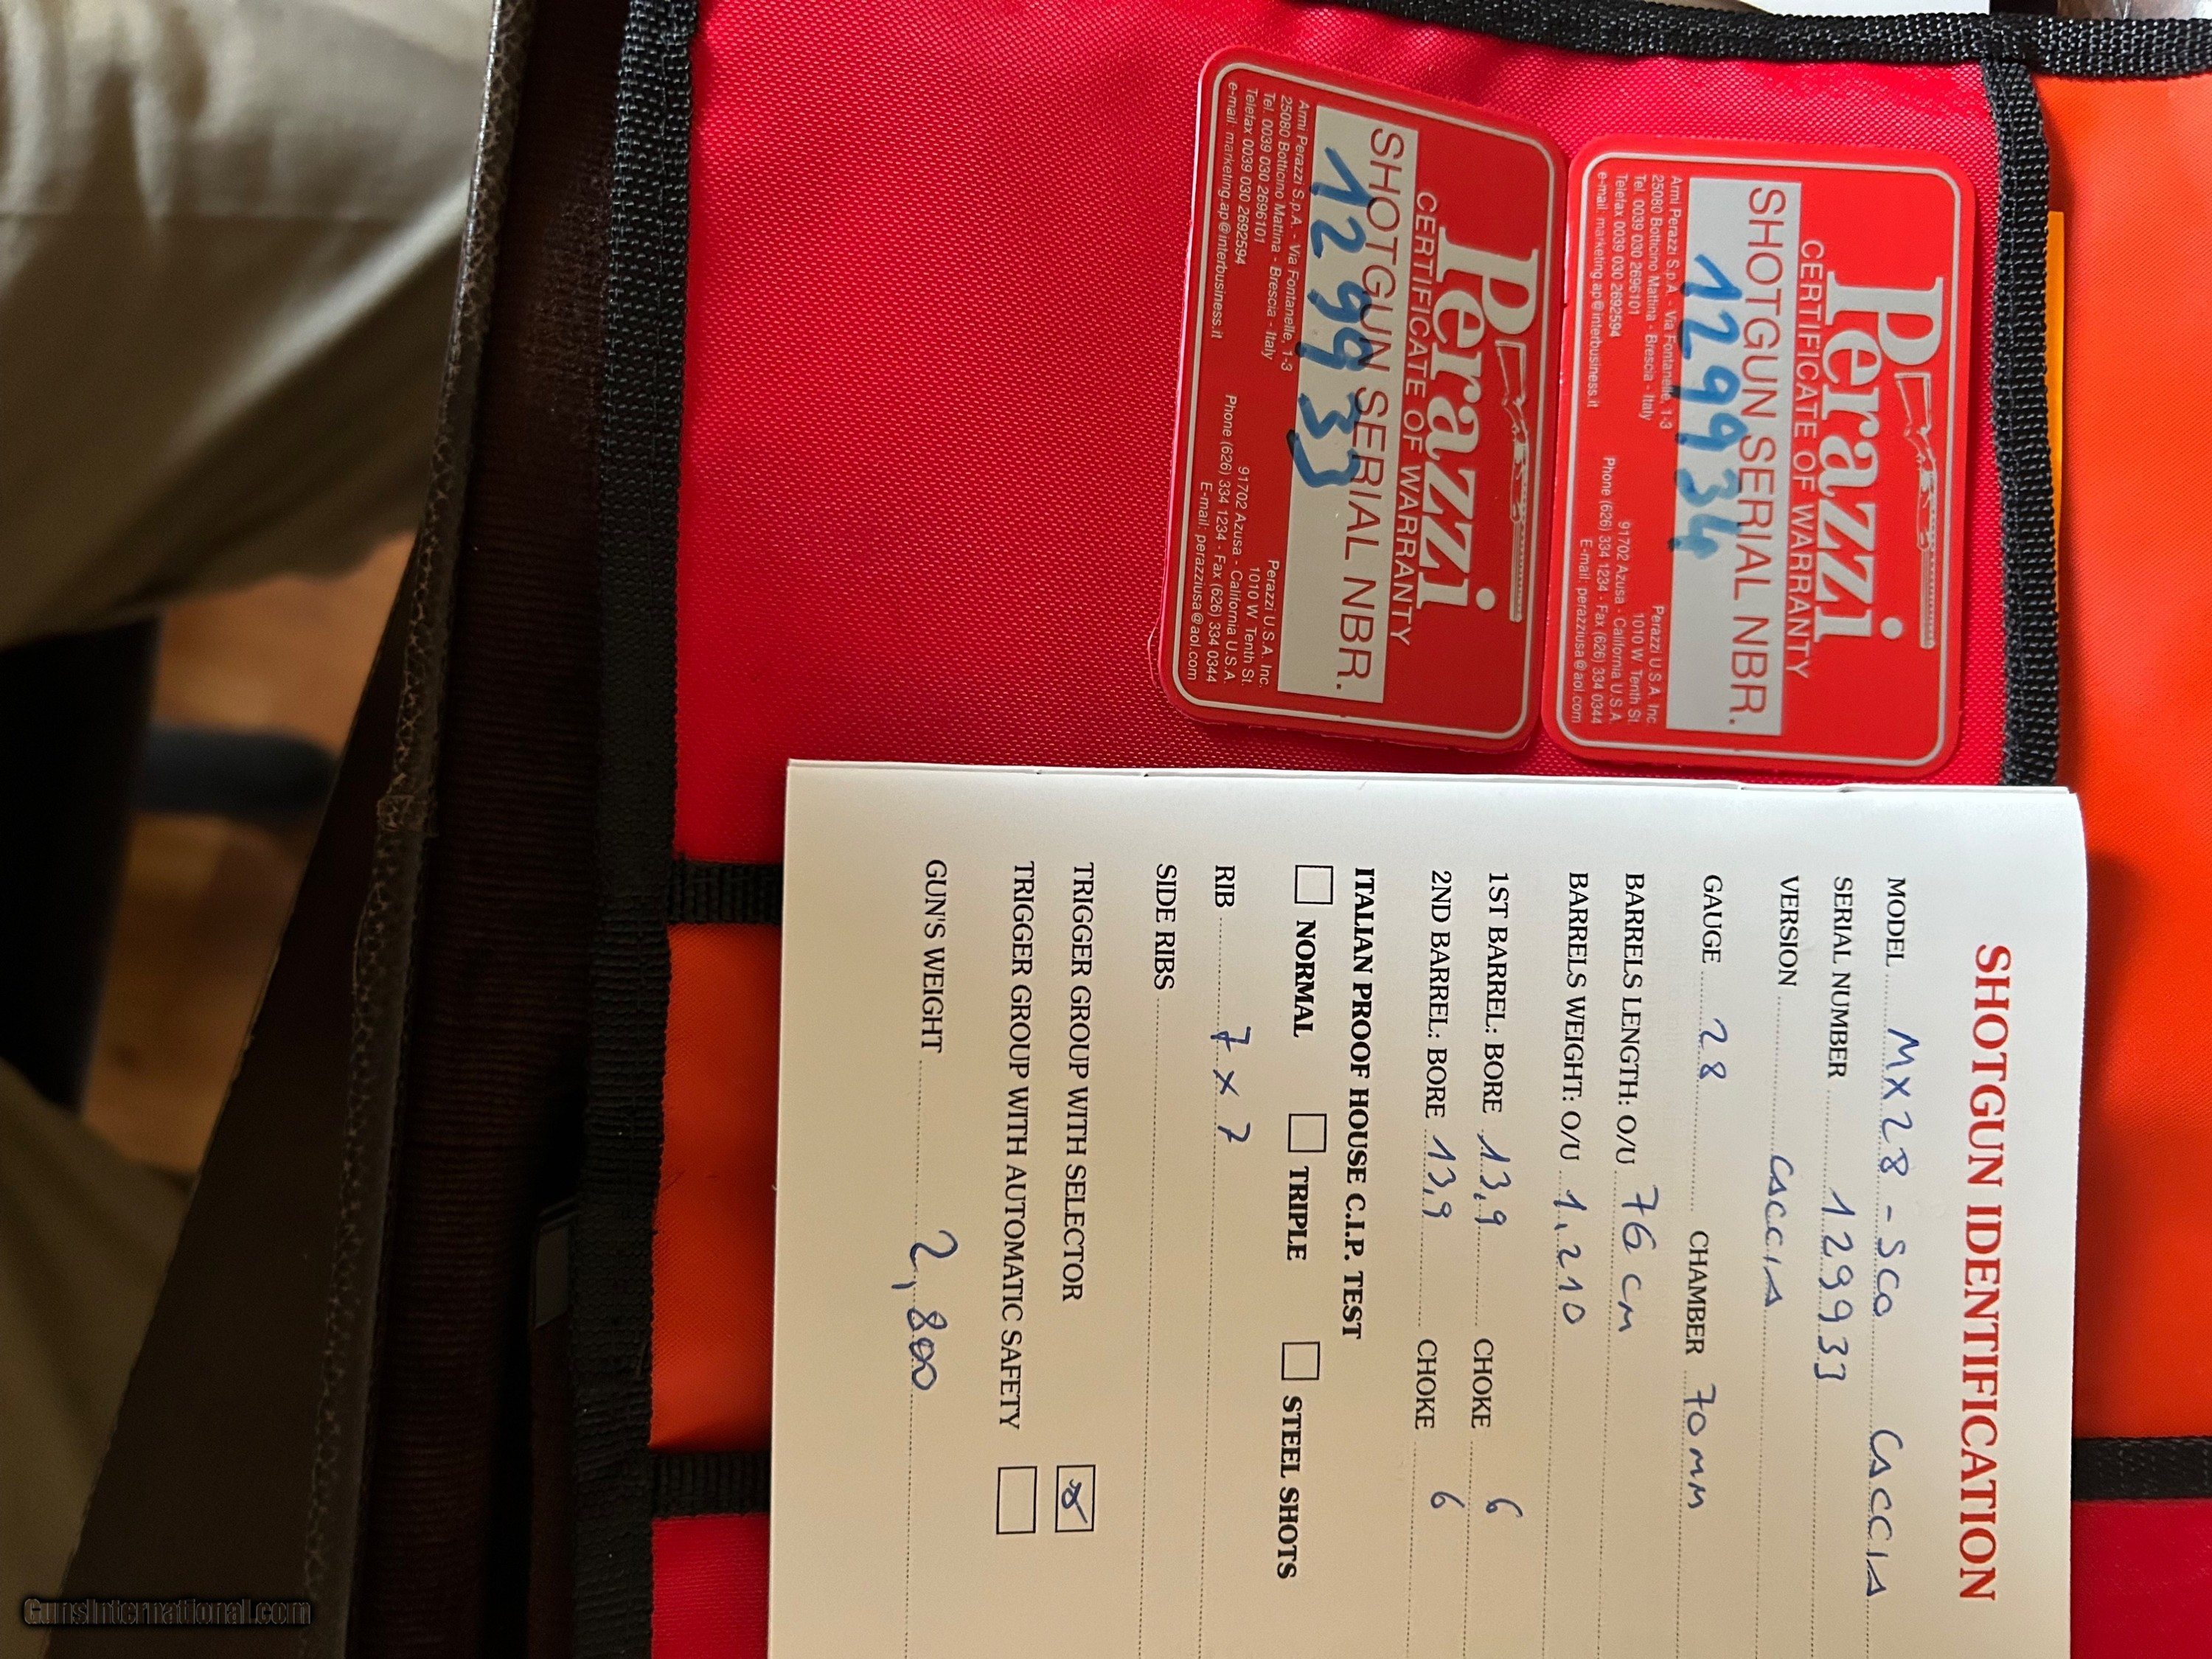 Perazzi
CERTIFICATE OF WARRANTY
SHOTGUN SERIAL NBR.
129934
Armi Perazzi S.p.A. - Via Fontanelle, 1-3
25080 Botticino Mattina - Brescia - Italy
Tel. 0039 030 2696101
Telefax 0039 030 2692594
e-mail: marketing.ap@interbusiness.it
Perazzi U.S.A. Inc.
1010 W. Tenth St.
91702 Azusa - California U.S.A.
Phone (626) 334 1234 - Fax (626) 334 0344
E-mail: perazziusa@aol.com
Perazzi
CERTIFICATE OF WARRANTY
SHOTGUN SERIAL NBR.
129933
Armi Perazzi S.p.A. - Via Fontanelle, 1-3
25080 Botticino Mattina - Brescia - Italy
Tel. 0039 030 2696101
Telefax 0039 030 2692594
e-mail: marketing.ap@interbusiness.it
Perazzi U.S.A. Inc.
1010 W. Tenth St.
91702 Azusa - California U.S.A.
Phone (626) 334 1234 - Fax (626) 334 0344
E-mail: perazziusa@aol.com
SHOTGUN IDENTIFICATION
MODEL MX28-SCO CACCIA
SERIAL NUMBER 129933
VERSION CACCIA
GAUGE 28 CHAMBER 70 MM
BARRELS LENGTH: O/U 76 CM
BARRELS WEIGHT: O/U 1,210
1ST BARREL: BORE 13,9 CHOKE 6
2ND BARREL: BORE 13,9 CHOKE 6
ITALIAN PROOF HOUSE C.I.P. TEST
NORMAL TRIPLE STEEL SHOTS
RIB 7x7
SIDE RIBS
TRIGGER GROUP WITH SELECTOR
TRIGGER GROUP WITH AUTOMATIC SAFETY
GUN'S WEIGHT 2,800
GunsInternational.com